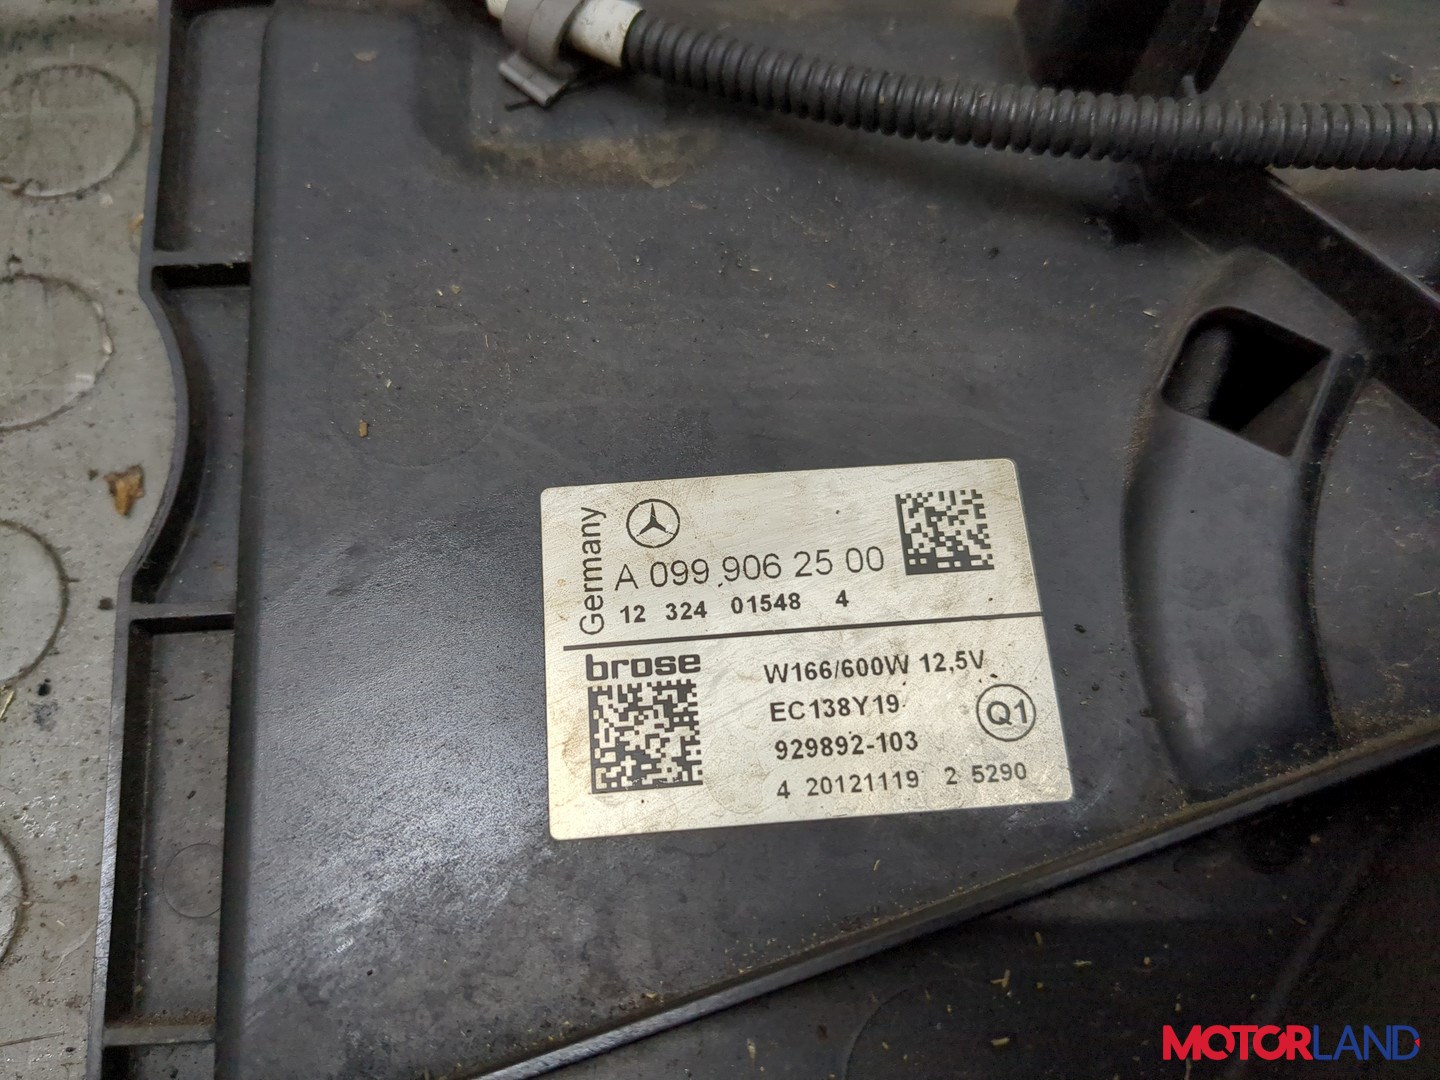 Germany
A 099 906 25 00
12 324 01548 4
brose
W166/600W 12,5V
EC138Y19
Q1
929892-103
4 20121119 2 5290
MOTORLAND